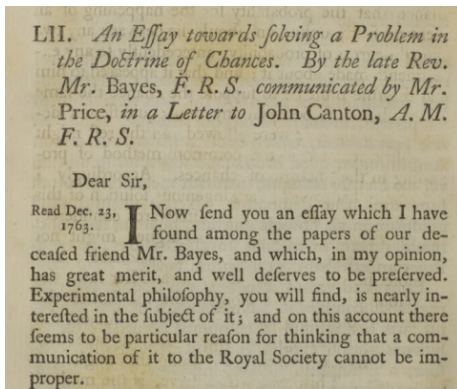 LII. An Eſſay towards ſolving a Problem in
the Doctrine of Chances. By the late Rev.
Mr. Bayes, F. R. S. communicated by Mr.
Price, in a Letter to John Canton, A. M.
F. R. S.
Dear Sir,
Read Dec. 23,
1763.
I Now ſend you an eſſay which I have
found among the papers of our de-
ceaſed friend Mr. Bayes, and which, in my opinion,
has great merit, and well deſerves to be preſerved.
Experimental philoſophy, you will find, is nearly in-
tereſted in the ſubject of it; and on this account there
ſeems to be particular reaſon for thinking that a com-
munication of it to the Royal Society cannot be im-
proper.